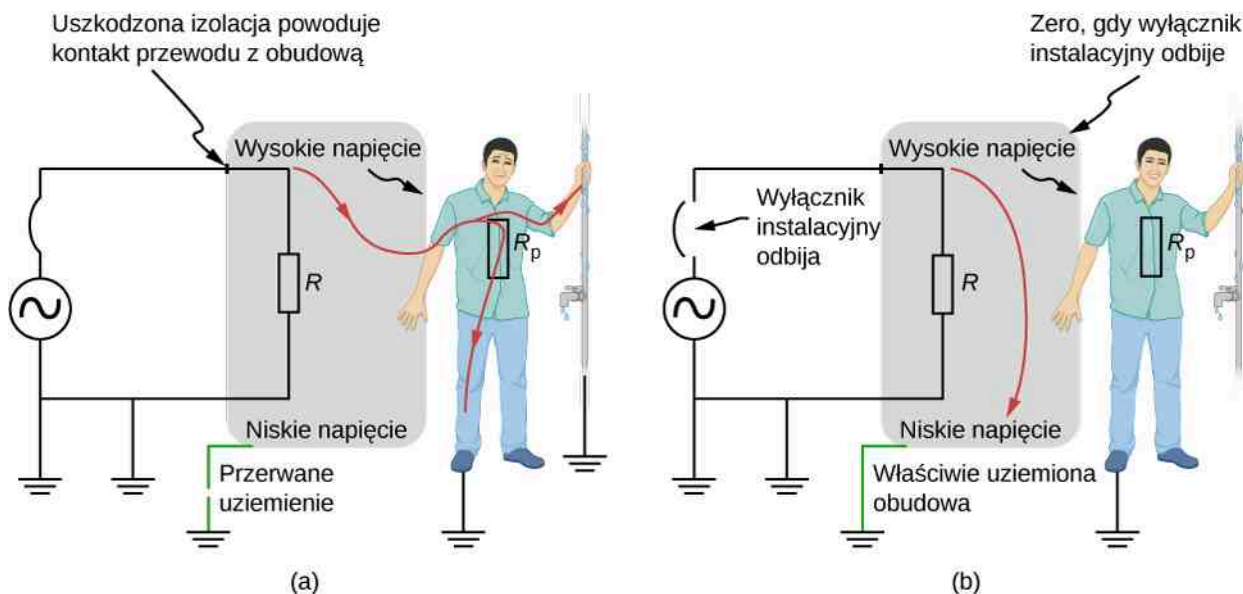 Uszkodzona izolacja powoduje
kontakt przewodu z obudową
Wysokie napięcie
R
Rp
Niskie napięcie
Przerwane
uziemienie
(a)
Zero, gdy wyłącznik
instalacyjny odbije
Wysokie napięcie
Wyłącznik
instalacyjny
odbija
R
Rp
Niskie napięcie
Właściwie uziemiona
obudowa
(b)